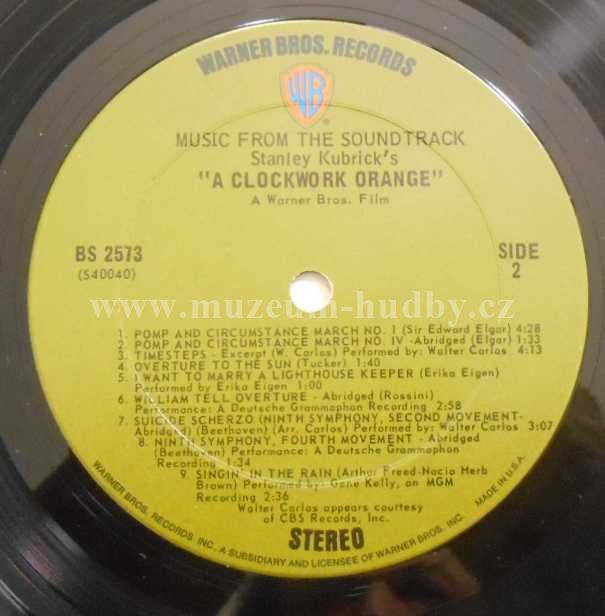 WARNER BROS. RECORDS
WB
MUSIC FROM THE SOUNDTRACK
Stanley Kubrick's
"A CLOCKWORK ORANGE"
A Warner Bros. Film
BS 2573
(S40040)
SIDE
2
www.muzeum-hudby.cz
1. POMP AND CIRCUMSTANCE MARCH NO. I (Sir Edward Elgar) 4:28
2. POMP AND CIRCUMSTANCE MARCH NO. IV -Abridged (Elgar) 1:33
3. TIMESTEPS - Excerpt (W. Carlos) Performed by: Walter Carlos 4:13
4. OVERTURE TO THE SUN (Tucker) 1:40
5. I WANT TO MARRY A LIGHTHOUSE KEEPER (Erika Eigen)
Performed by Erika Eigen 1:00
6. WILLIAM TELL OVERTURE - Abridged (Rossini)
Performance: A Deutsche Grammophon Recording 2:58
7. SUICIDE SCHERZO (NINTH SYMPHONY, SECOND MOVEMENT-
Abridged) (Beethoven) (Arr. Carlos) Performed by: Walter Carlos 3:07
8. NINTH SYMPHONY, FOURTH MOVEMENT - Abridged
(Beethoven) Performance: A Deutsche Grammophon
Recording 1:34
9. SINGIN' IN THE RAIN (Arthur Freed-Nacio Herb
Brown) Performed by: Gene Kelly, an MGM
Recording 2:36
Walter Carlos appears courtesy
of CBS Records, Inc.
STEREO
WARNER BROS. RECORDS INC. A SUBSIDIARY AND LICENSEE OF WARNER BROS. INC.
MADE IN U.S.A.